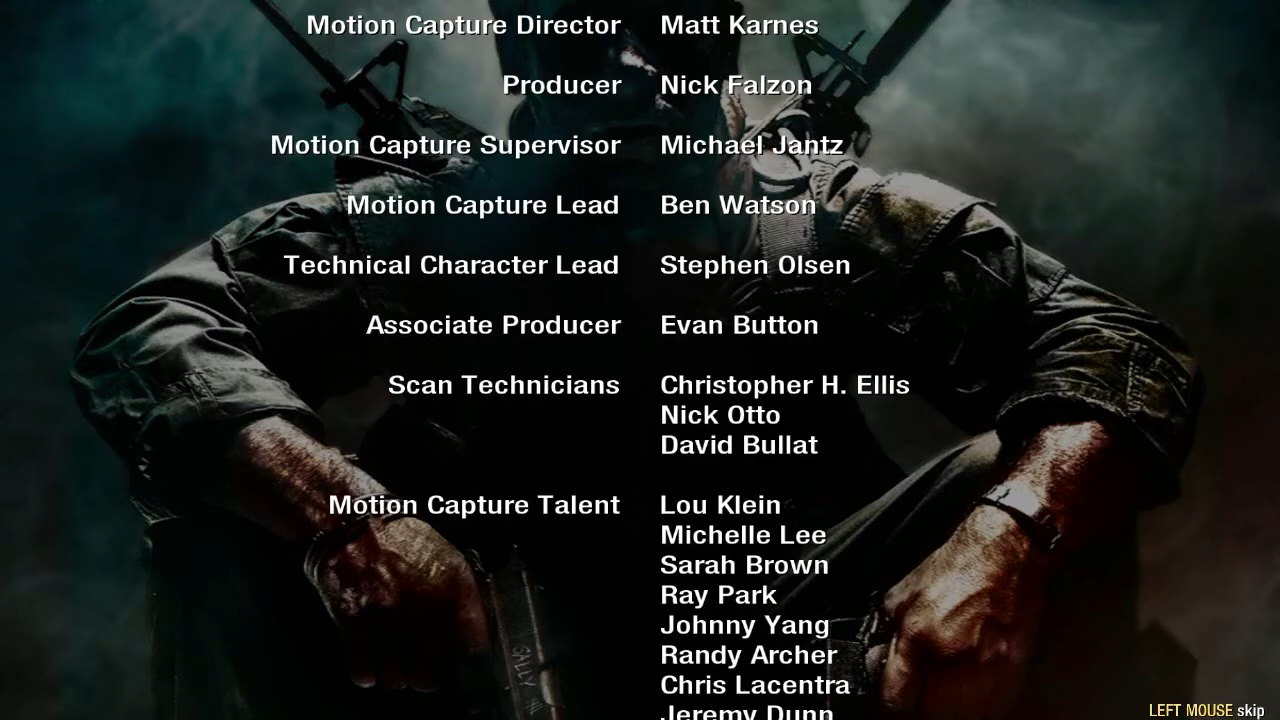 Motion Capture Director Matt Karnes
Producer Nick Falzon
Motion Capture Supervisor Michael Jantz
Motion Capture Lead Ben Watson
Technical Character Lead Stephen Olsen
Associate Producer Evan Button
Scan Technicians Christopher H. Ellis
Nick Otto
David Bullat
Motion Capture Talent Lou Klein
Michelle Lee
Sarah Brown
Ray Park
Johnny Yang
Randy Archer
Chris Lacentra
Jeremy Dunn
LEFT MOUSE skip